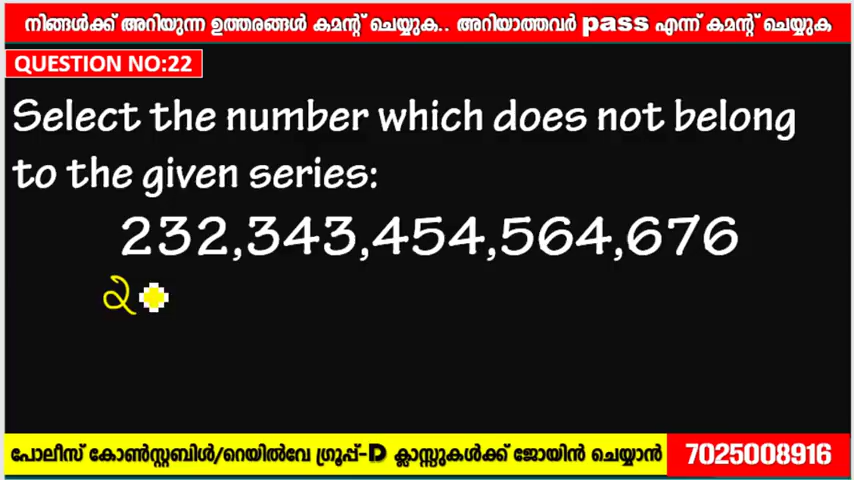 നിങ്ങൾക്ക് അറിയുന്ന ഉത്തരങ്ങൾ കമന്റ് ചെയ്യുക.. അറിയാത്തവർ pass എന്ന് കമന്റ് ചെയ്യുക
QUESTION NO:22
Select the number which does not belong
to the given series:
232,343,454,564,676
2
പോലീസ് കോൺസ്റ്റബിൾ/റെയിൽവേ ഗ്രൂപ്പ്-D ക്ലാസ്സുകൾക്ക് ജോയിൻ ചെയ്യാൻ 7025008916